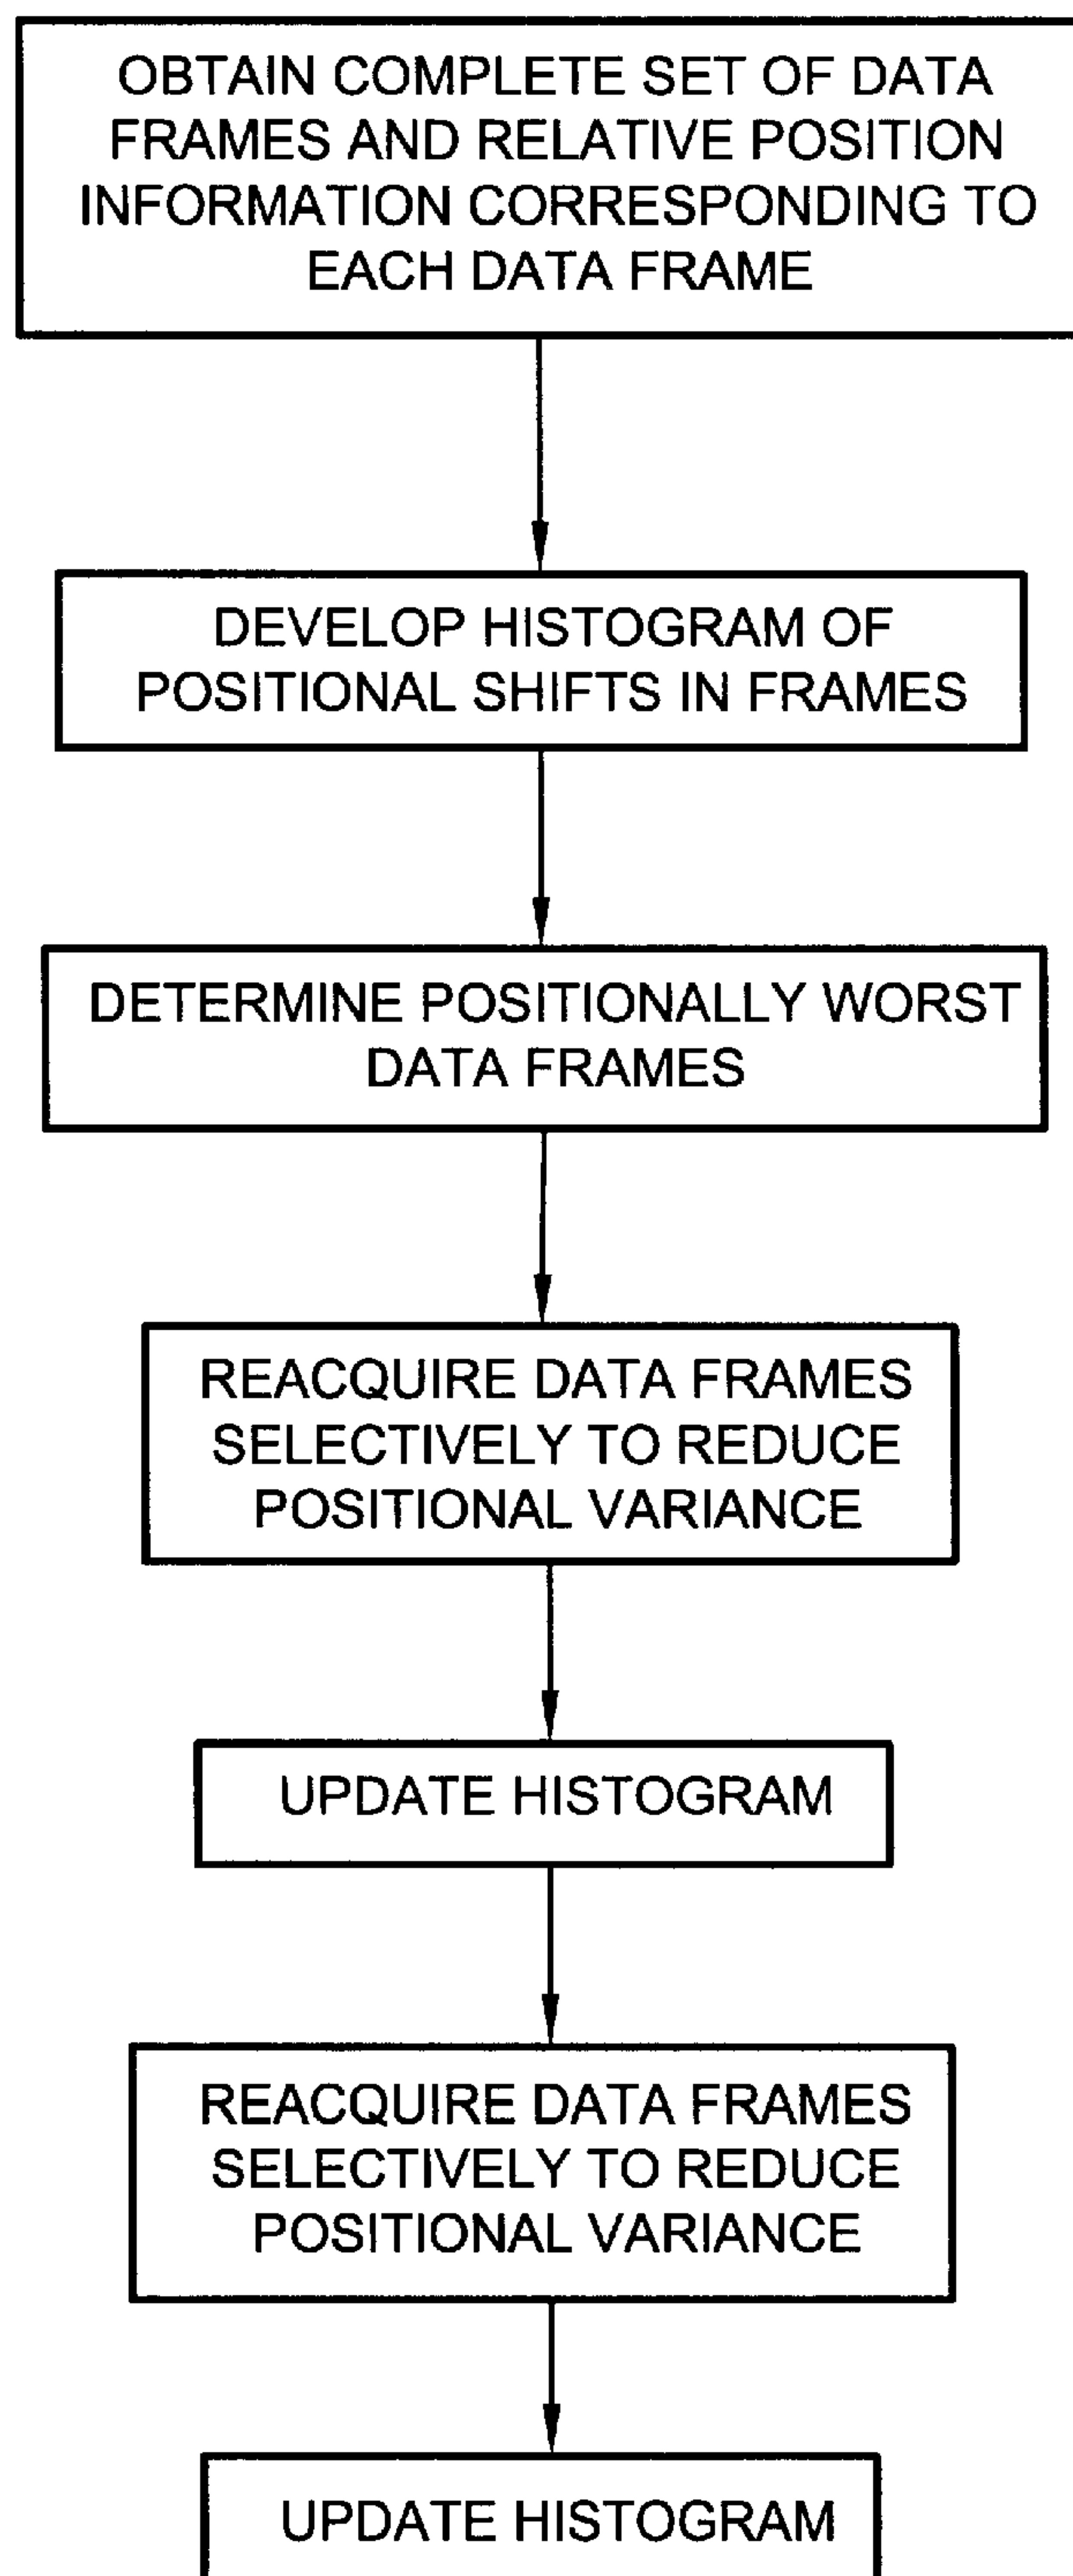 OBTAIN COMPLETE SET OF DATA
FRAMES AND RELATIVE POSITION
INFORMATION CORRESPONDING TO
EACH DATA FRAME
DEVELOP HISTOGRAM OF
POSITIONAL SHIFTS IN FRAMES
DETERMINE POSITIONALLY WORST
DATA FRAMES
REACQUIRE DATA FRAMES
SELECTIVELY TO REDUCE
POSITIONAL VARIANCE
UPDATE HISTOGRAM
REACQUIRE DATA FRAMES
SELECTIVELY TO REDUCE
POSITIONAL VARIANCE
UPDATE HISTOGRAM